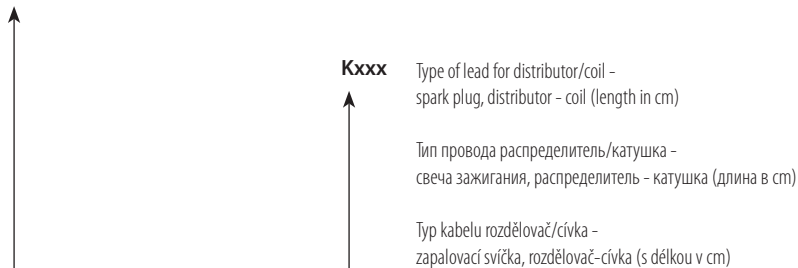 Kxxx
Type of lead for distributor/coil -
spark plug, distributor - coil (length in cm)
Тип провода распределитель/катушка -
свеча зажигания, распределитель - катушка (длина в cm)
Typ kabelu rozdělovač/cívka -
zapalovací svíčka, rozdělovač-cívka (s délkou v cm)